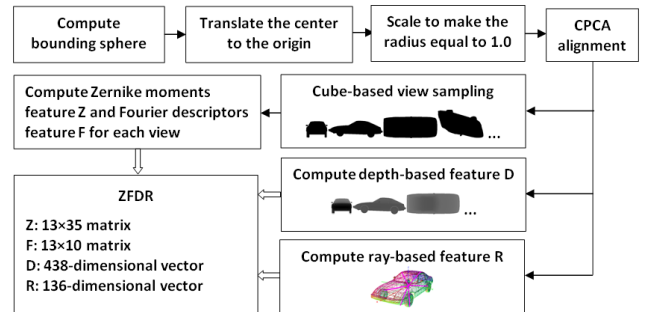 Compute
bounding sphere
Translate the center
to the origin
Scale to make the
radius equal to 1.0
CPCA
alignment
Compute Zernike moments
feature Z and Fourier descriptors
feature F for each view
Cube-based view sampling
...
Compute depth-based feature D
...
Compute ray-based feature R
ZFDR
Z: 13×35 matrix
F: 13×10 matrix
D: 438-dimensional vector
R: 136-dimensional vector